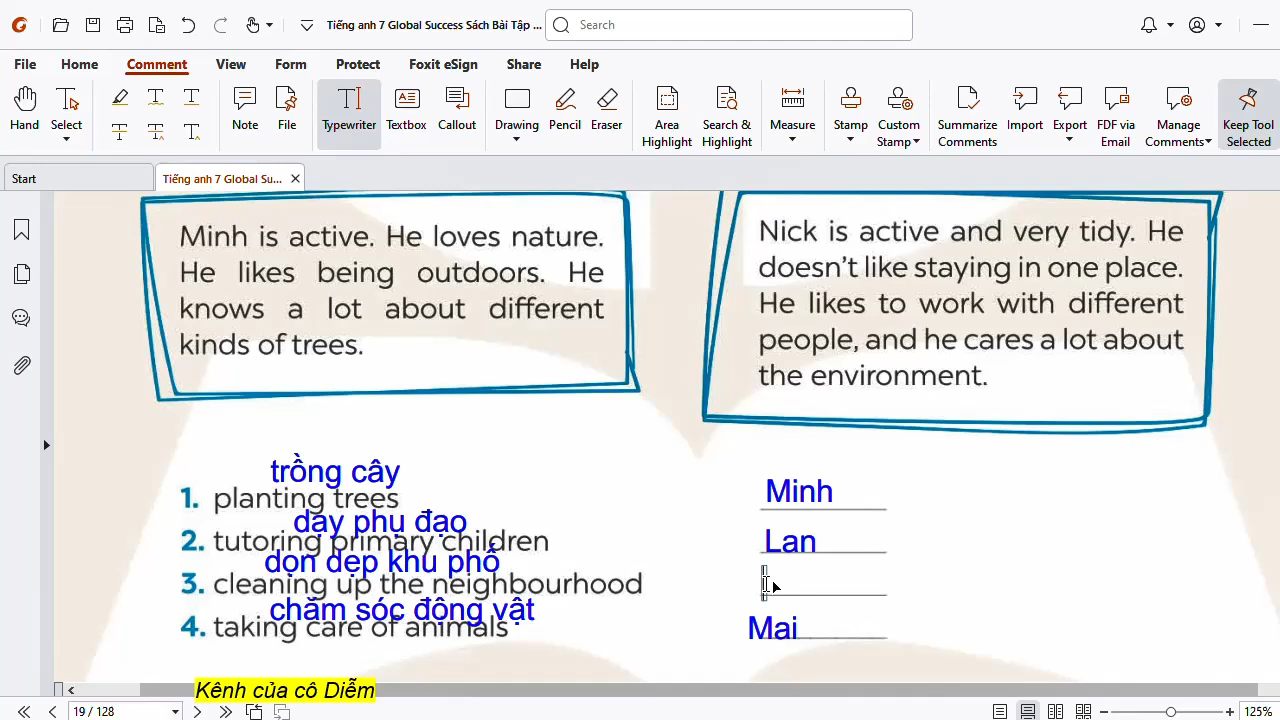 Tiếng anh 7 Global Success Sách Bài Tập ...
Search
File Home Comment View Form Protect Foxit eSign Share Help
Hand Select Note File Typewriter Textbox Callout Drawing Pencil Eraser Area Highlight Search & Highlight Measure Stamp Custom Stamp Summarize Comments Import Export FDF via Email Manage Comments Keep Tool Selected
Start Tiếng anh 7 Global Su...
Minh is active. He loves nature.
He likes being outdoors. He
knows a lot about different
kinds of trees.
Nick is active and very tidy. He
doesn't like staying in one place.
He likes to work with different
people, and he cares a lot about
the environment.
trồng cây
1. planting trees Minh
dạy phụ đạo
2. tutoring primary children Lan
dọn dẹp khu phố
3. cleaning up the neighbourhood
chăm sóc động vật
4. taking care of animals Mai
Kênh của cô Diễm
19 / 128
125%